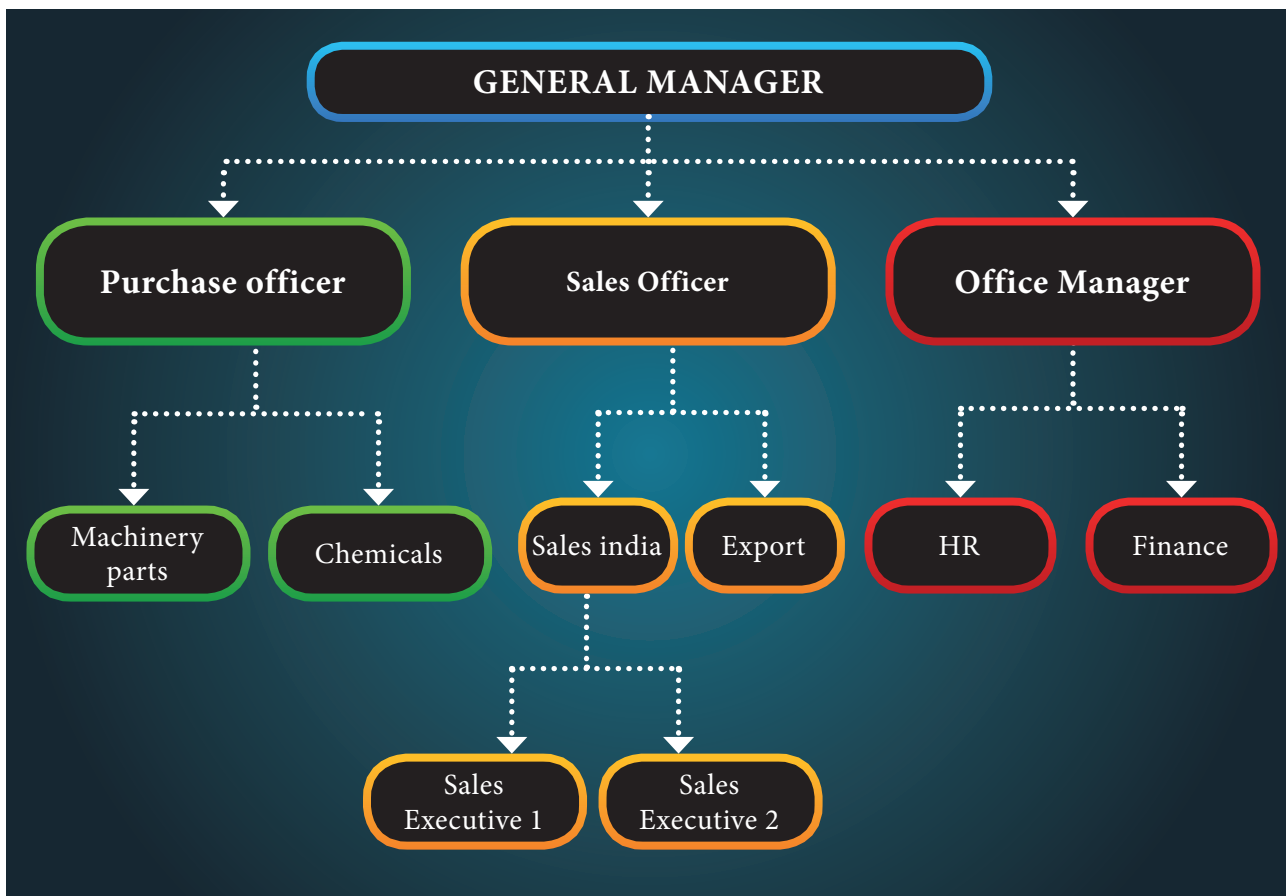 GENERAL MANAGER
Purchase officer
Sales Officer
Office Manager
Machinery
parts
Chemicals
Sales india
Export
HR
Finance
Sales
Executive 1
Sales
Executive 2